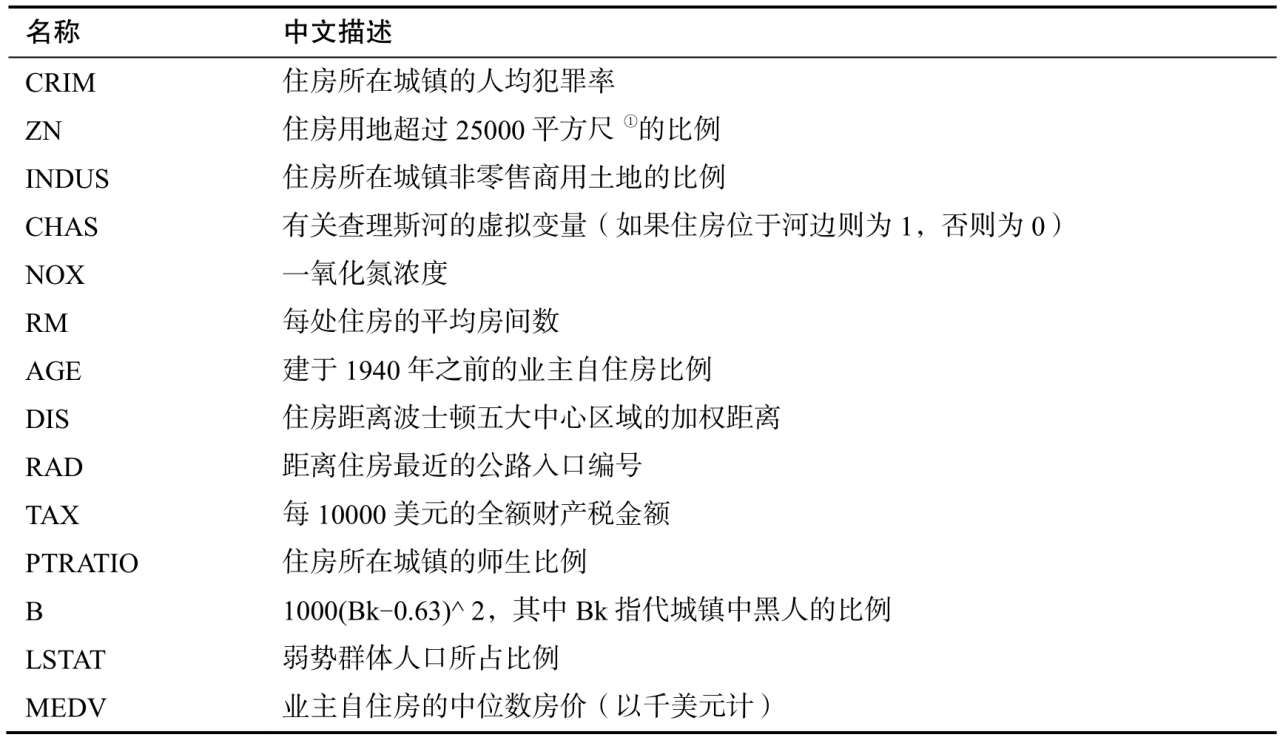 名称 中文描述
CRIM 住房所在城镇的人均犯罪率
ZN 住房用地超过 25000 平方尺 ①的比例
INDUS 住房所在城镇非零售商用土地的比例
CHAS 有关查理斯河的虚拟变量（如果住房位于河边则为 1，否则为 0）
NOX 一氧化氮浓度
RM 每处住房的平均房间数
AGE 建于 1940 年之前的业主自住房比例
DIS 住房距离波士顿五大中心区域的加权距离
RAD 距离住房最近的公路入口编号
TAX 每 10000 美元的全额财产税金额
PTRATIO 住房所在城镇的师生比例
B 1000(Bk-0.63)^ 2，其中 Bk 指代城镇中黑人的比例
LSTAT 弱势群体人口所占比例
MEDV 业主自住房的中位数房价（以千美元计）